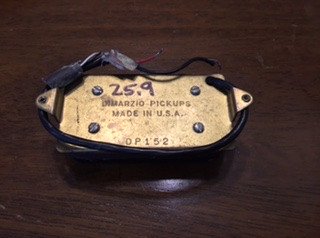 25.9
DIMARZIO PICKUPS
MADE IN U.S.A.
DP152